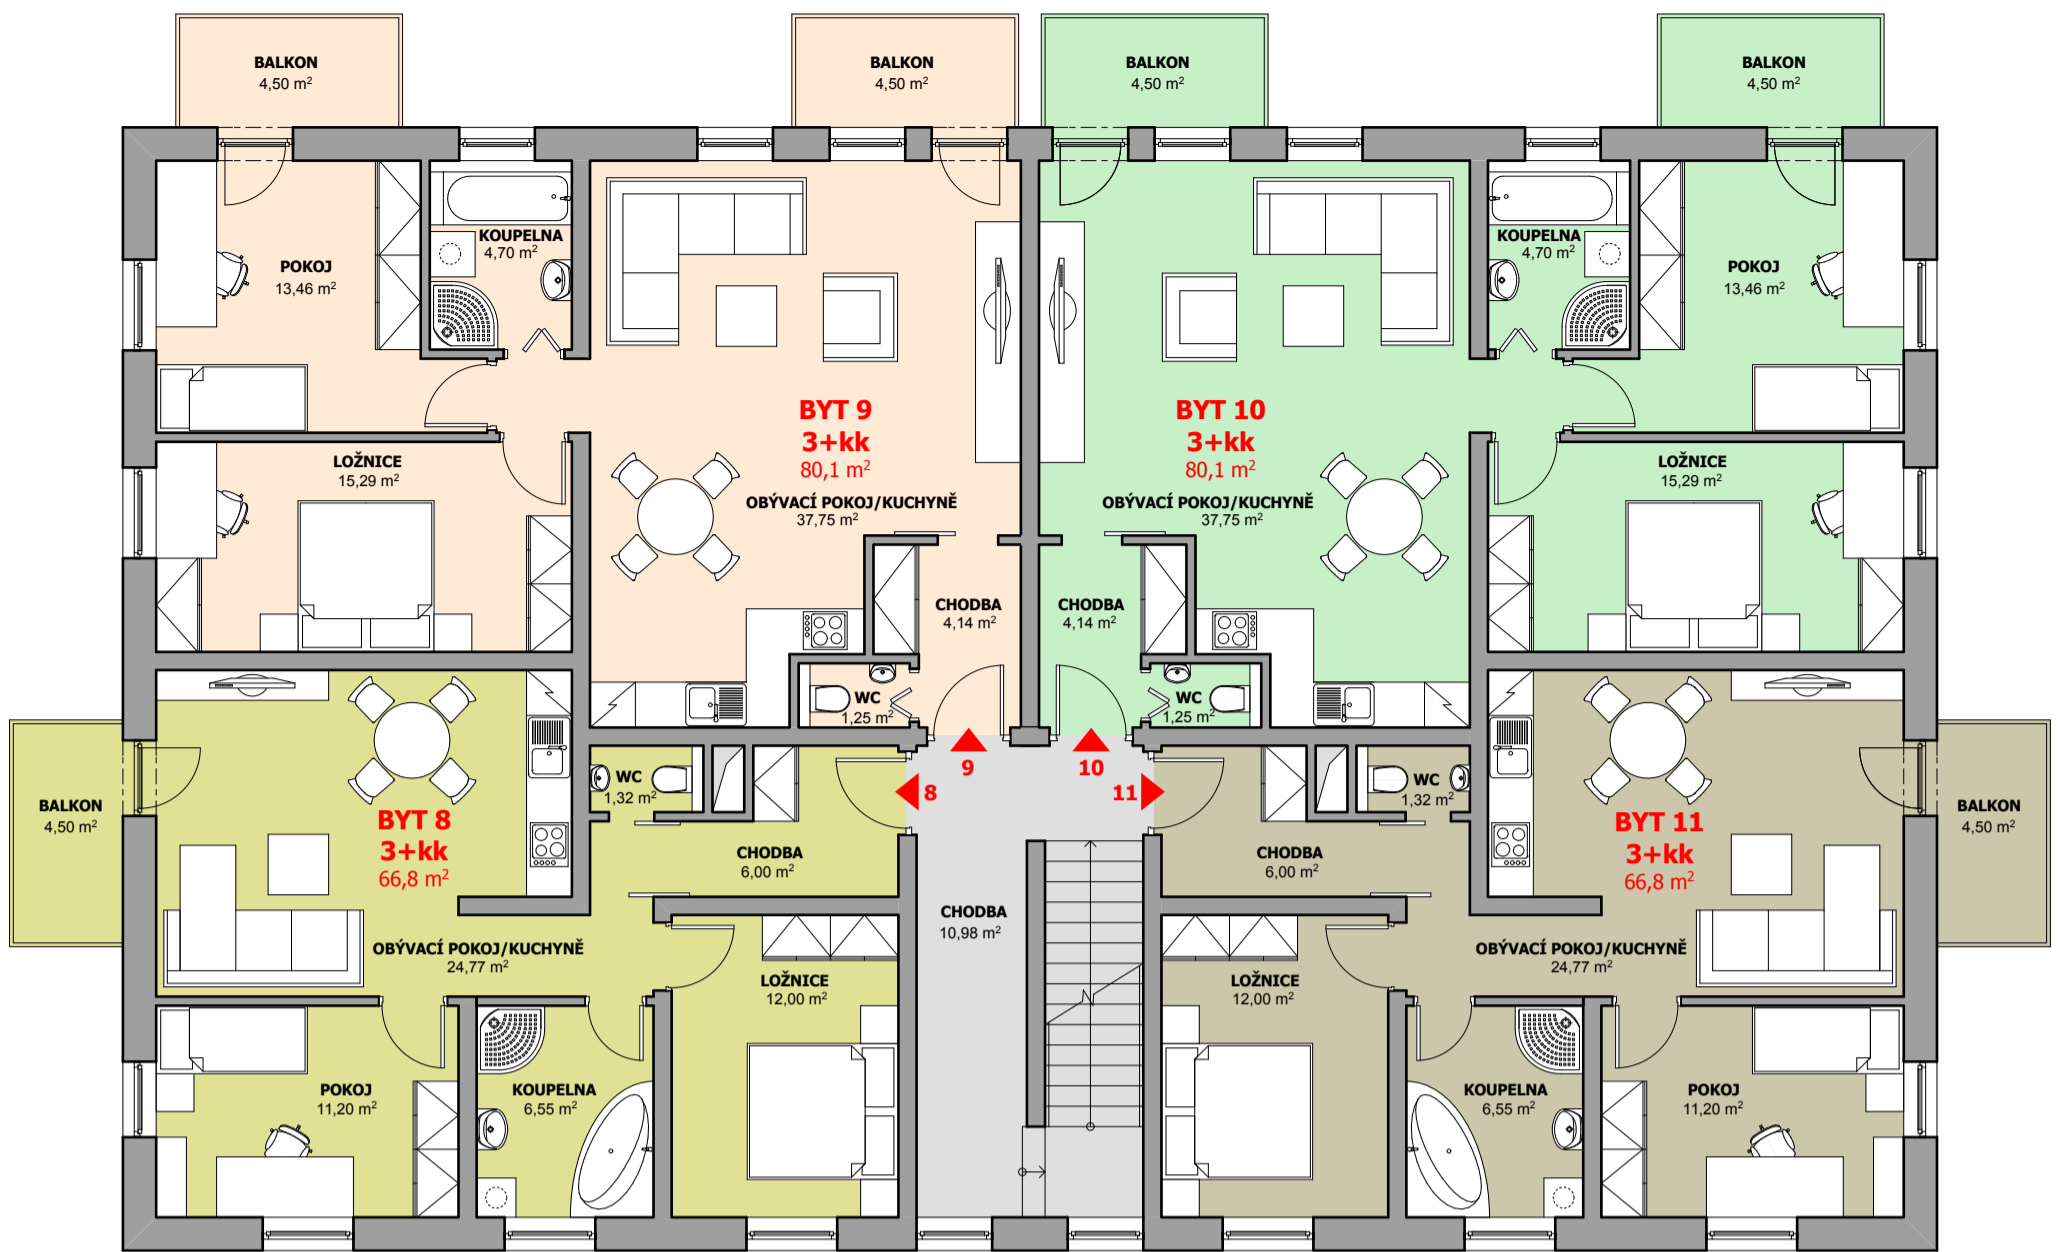 BALKON
4,50 m²
BALKON
4,50 m²
BALKON
4,50 m²
BALKON
4,50 m²
KOUPELNA
4,70 m²
POKOJ
13,46 m²
KOUPELNA
4,70 m²
POKOJ
13,46 m²
BYT 9
3+kk
80,1 m²
BYT 10
3+kk
80,1 m²
LOŽNICE
15,29 m²
OBÝVACÍ POKOJ/KUCHYNĚ
37,75 m²
OBÝVACÍ POKOJ/KUCHYNĚ
37,75 m²
LOŽNICE
15,29 m²
CHODBA
4,14 m²
CHODBA
4,14 m²
WC
1,25 m²
WC
1,25 m²
9
10
8
11
BALKON
4,50 m²
BYT 8
3+kk
66,8 m²
WC
1,32 m²
CHODBA
6,00 m²
WC
1,32 m²
CHODBA
6,00 m²
BYT 11
3+kk
66,8 m²
BALKON
4,50 m²
CHODBA
10,98 m²
OBÝVACÍ POKOJ/KUCHYNĚ
24,77 m²
LOŽNICE
12,00 m²
LOŽNICE
12,00 m²
OBÝVACÍ POKOJ/KUCHYNĚ
24,77 m²
POKOJ
11,20 m²
KOUPELNA
6,55 m²
KOUPELNA
6,55 m²
POKOJ
11,20 m²